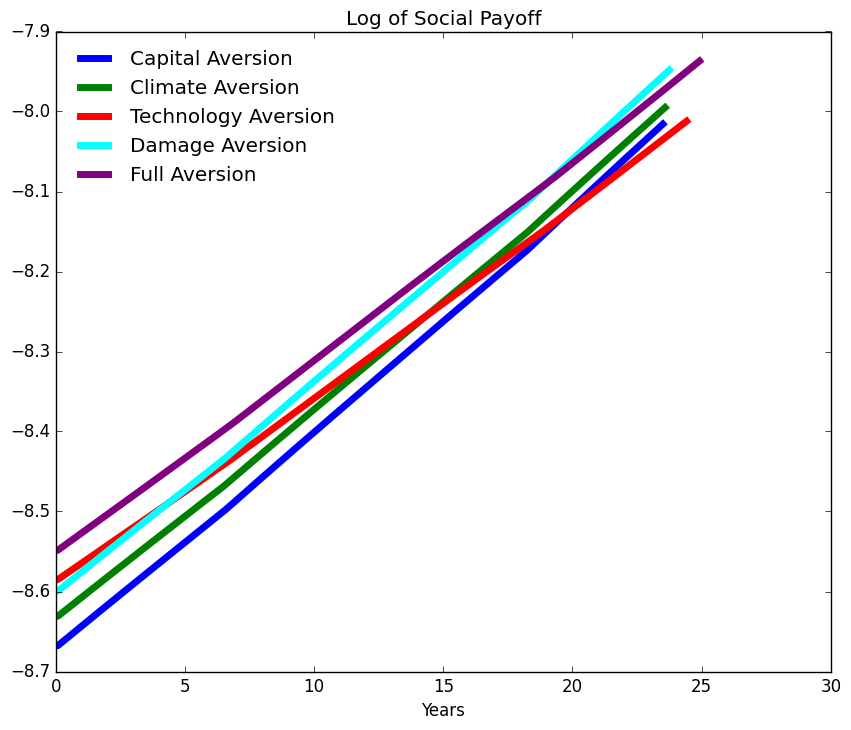 Log of Social Payoff
−7.9
−8.0
−8.1
−8.2
−8.3
−8.4
−8.5
−8.6
−8.7
Capital Aversion
Climate Aversion
Technology Aversion
Damage Aversion
Full Aversion
0 5 10 15 20 25 30
Years